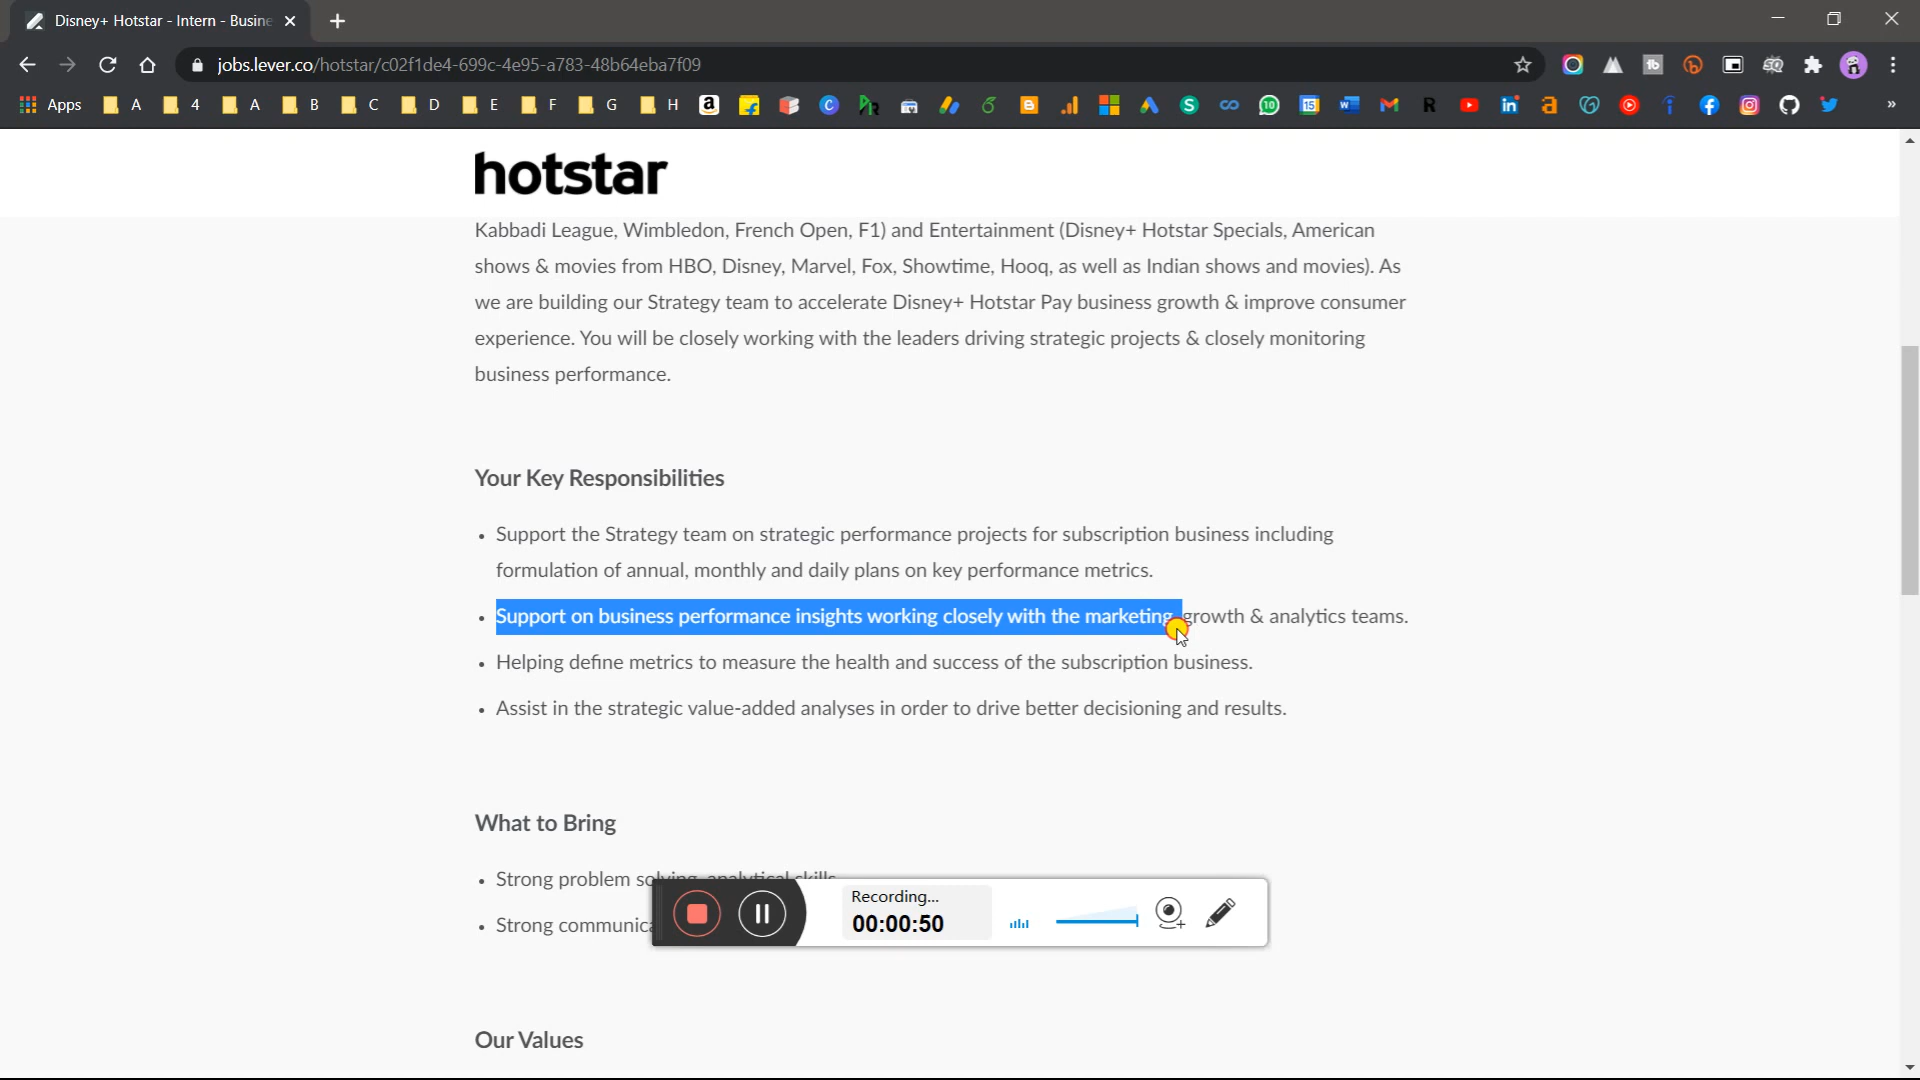 Disney+ Hotstar - Intern - Busine
jobs.lever.co/hotstar/c02f1de4-699c-4e95-a783-48b64eba7f09
Apps A 4 A B C D E F G H
hotstar
Kabbadi League, Wimbledon, French Open, F1) and Entertainment (Disney+ Hotstar Specials, American
shows & movies from HBO, Disney, Marvel, Fox, Showtime, Hooq, as well as Indian shows and movies). As
we are building our Strategy team to accelerate Disney+ Hotstar Pay business growth & improve consumer
experience. You will be closely working with the leaders driving strategic projects & closely monitoring
business performance.
Your Key Responsibilities
• Support the Strategy team on strategic performance projects for subscription business including
formulation of annual, monthly and daily plans on key performance metrics.
• Support on business performance insights working closely with the marketing growth & analytics teams.
• Helping define metrics to measure the health and success of the subscription business.
• Assist in the strategic value-added analyses in order to drive better decisioning and results.
What to Bring
• Strong problem solving, analytical skills
• Strong communica
Recording...
00:00:50
Our Values